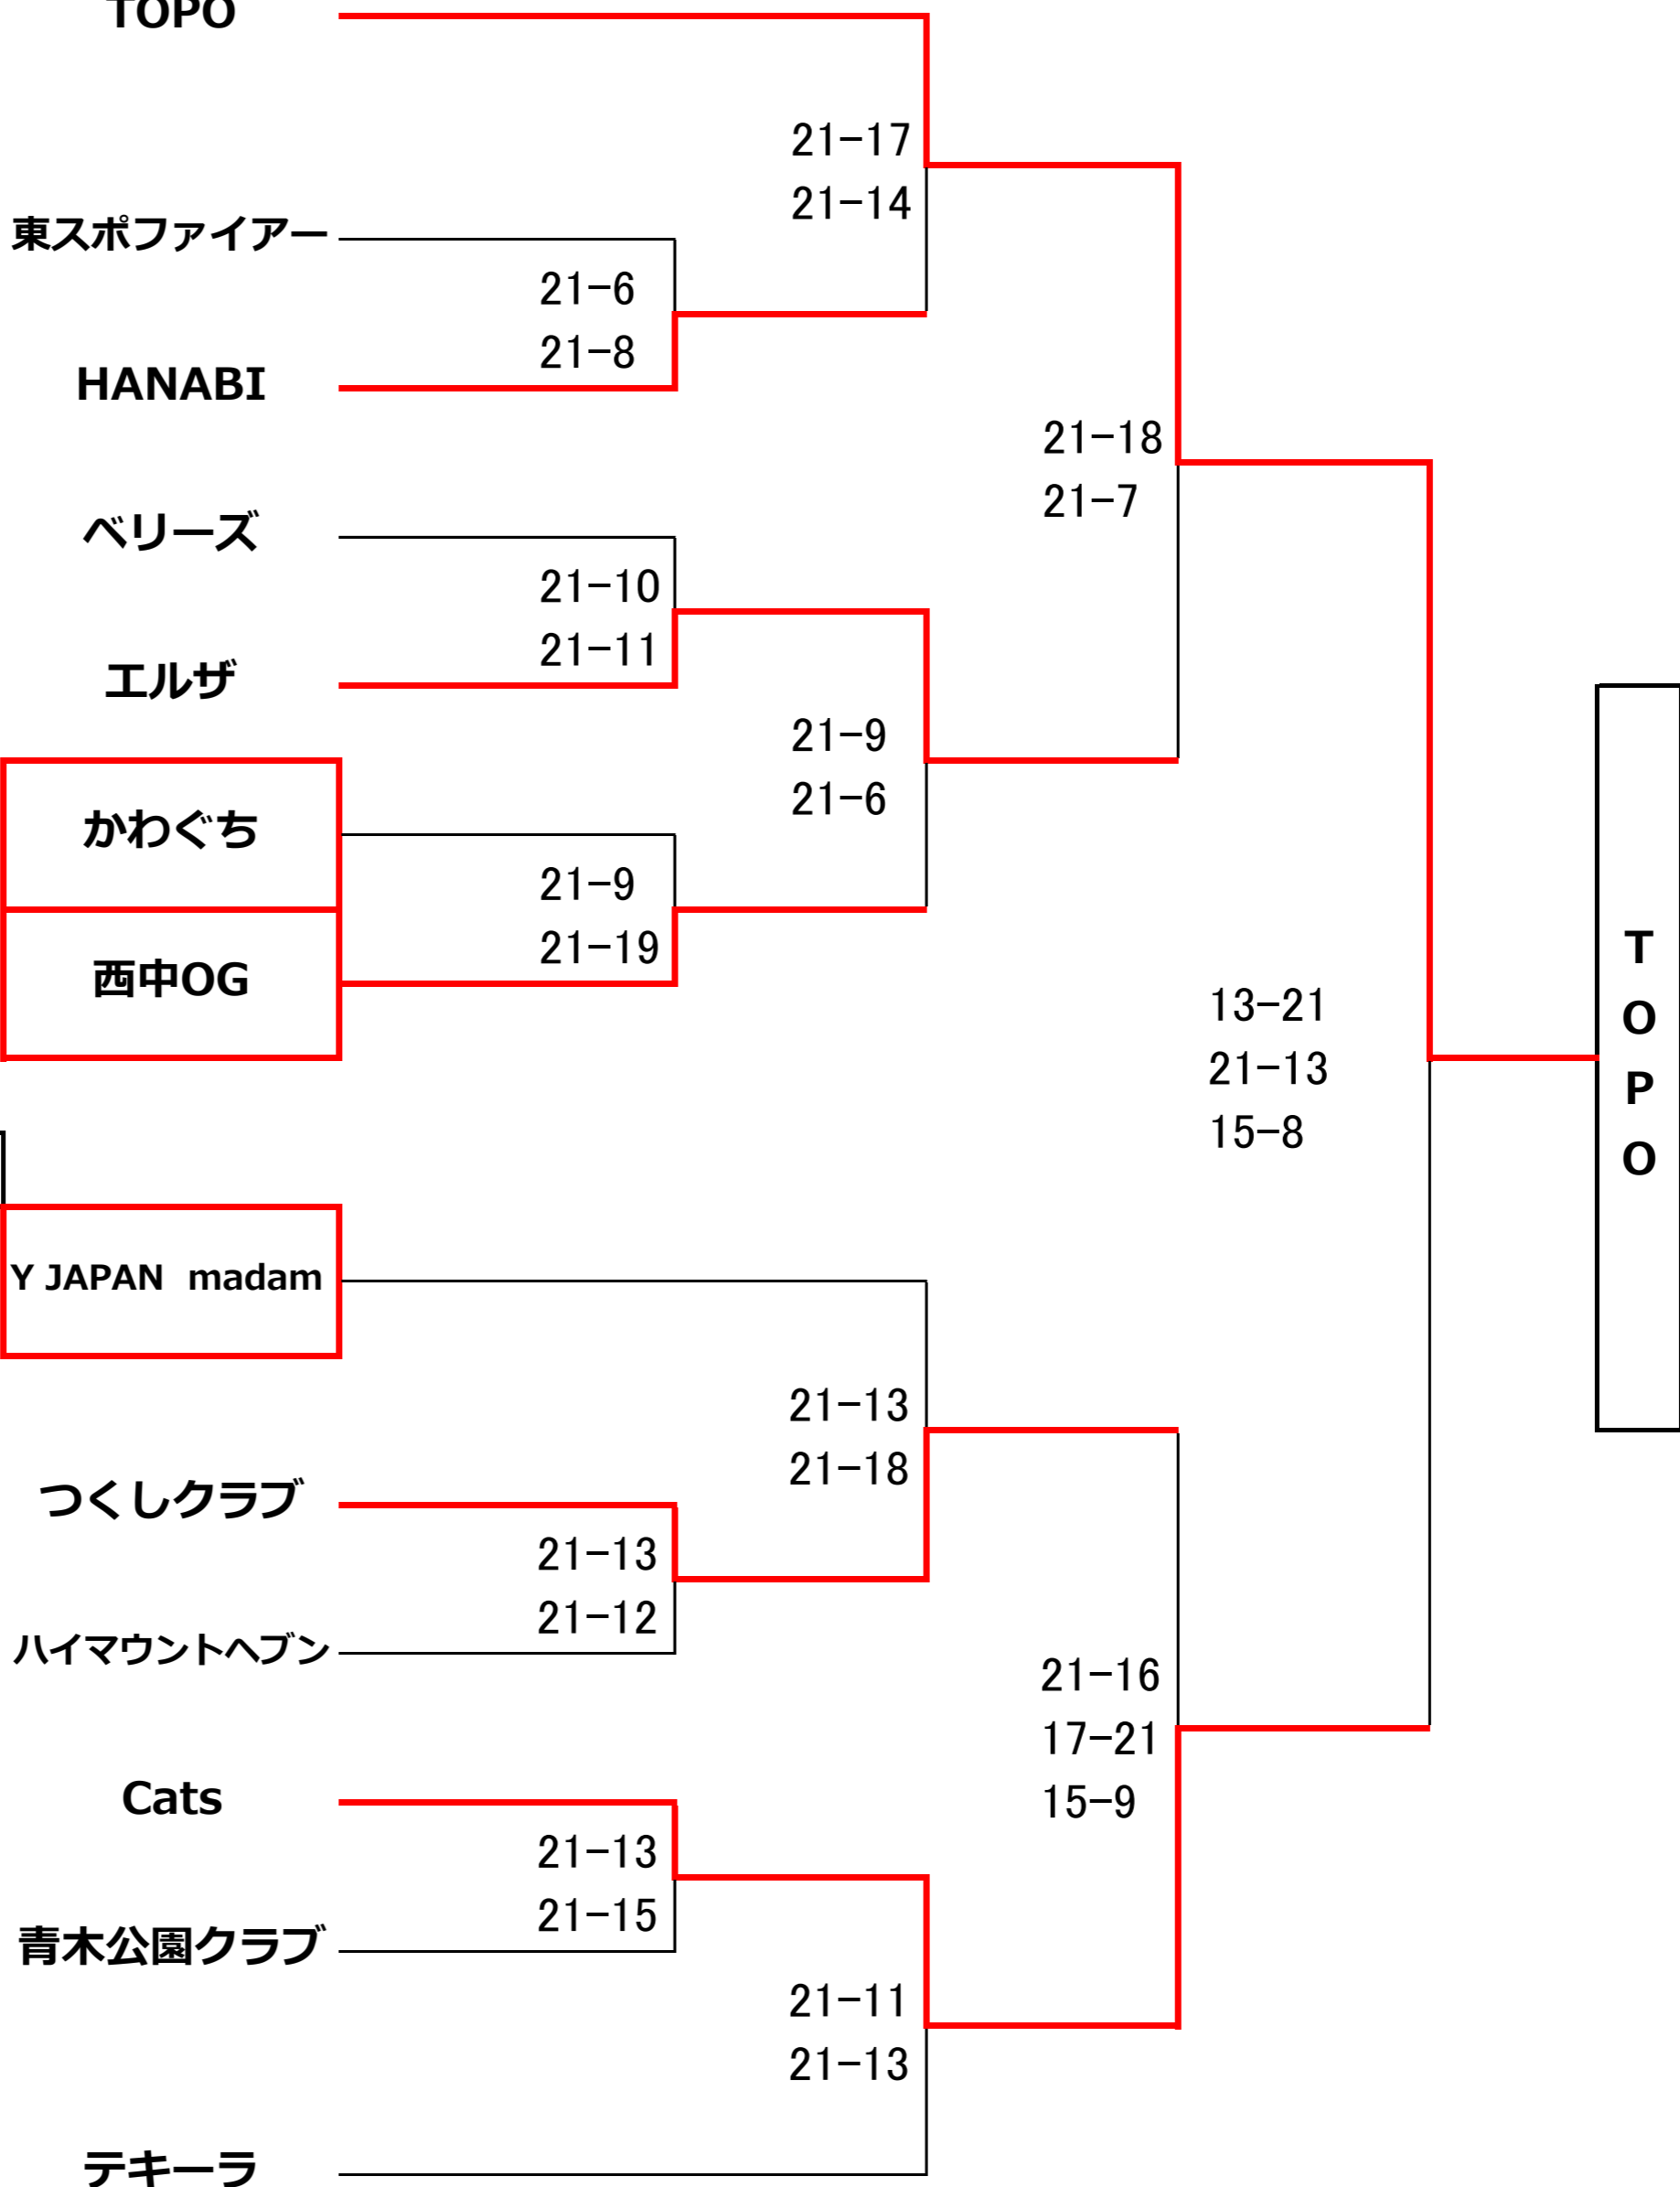 TOPO
21-17
21-14
東スポファイアー
21-6
21-8
HANABI
21-18
21-7
ベリーズ
21-10
21-11
エルザ
21-9
21-6
かわぐち
21-9
21-19
西中OG
13-21
21-13
15-8
T
O
P
O
Y JAPAN madam
21-13
21-18
つくしクラブ
21-13
21-12
ハイマウントヘブン
21-16
17-21
15-9
Cats
21-13
21-15
青木公園クラブ
21-11
21-13
テキーラ